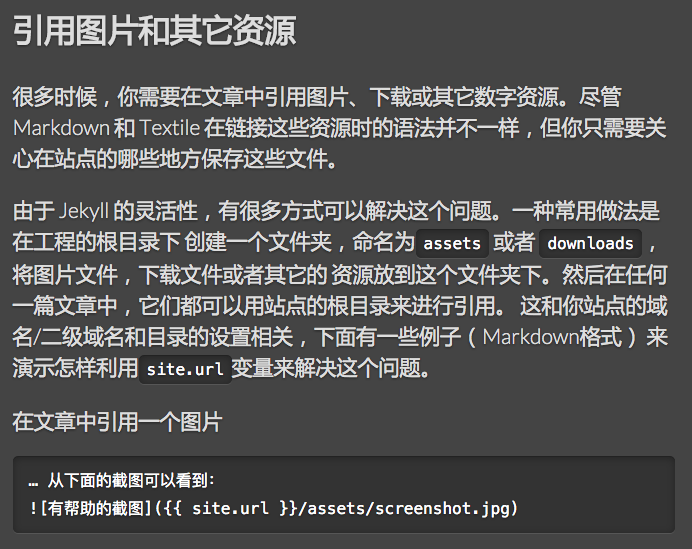 引用图片和其它资源
很多时候，你需要在文章中引用图片、下载或其它数字资源。尽管
Markdown 和 Textile 在链接这些资源时的语法并不一样，但你只需要关
心在站点的哪些地方保存这些文件。
由于 Jekyll 的灵活性，有很多方式可以解决这个问题。一种常用做法是
在工程的根目录下 创建一个文件夹，命名为 assets 或者 downloads ，
将图片文件，下载文件或者其它的 资源放到这个文件夹下。然后在任何
一篇文章中，它们都可以用站点的根目录来进行引用。 这和你站点的域
名/二级域名和目录的设置相关，下面有一些例子（Markdown格式） 来
演示怎样利用 site.url 变量来解决这个问题。
在文章中引用一个图片
… 从下面的截图可以看到：
![有帮助的截图]({{ site.url }}/assets/screenshot.jpg)